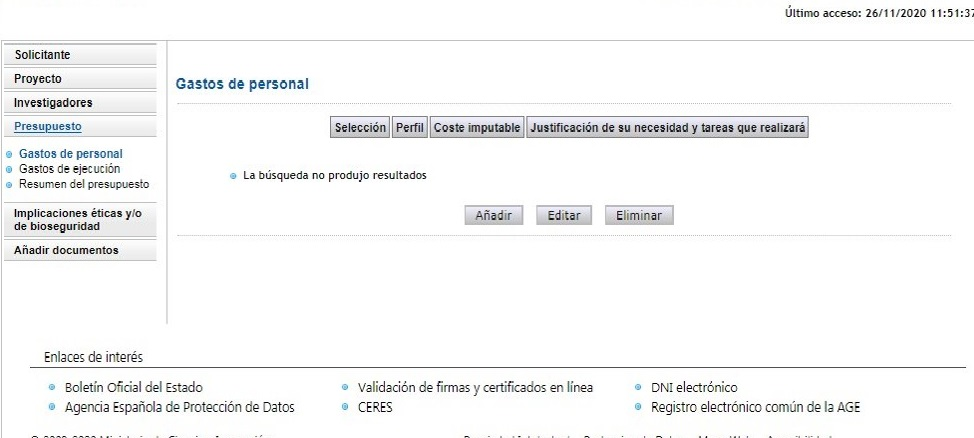 Último acceso: 26/11/2020 11:51:37
Solicitante
Proyecto
Investigadores
Presupuesto
Gastos de personal
Gastos de ejecución
Resumen del presupuesto
Implicaciones éticas y/o
de bioseguridad
Añadir documentos
Gastos de personal
Selección Perfil Coste imputable Justificación de su necesidad y tareas que realizará
La búsqueda no produjo resultados
Añadir Editar Eliminar
Enlaces de interés
Boletín Oficial del Estado Validación de firmas y certificados en línea DNI electrónico
Agencia Española de Protección de Datos CERES Registro electrónico común de la AGE